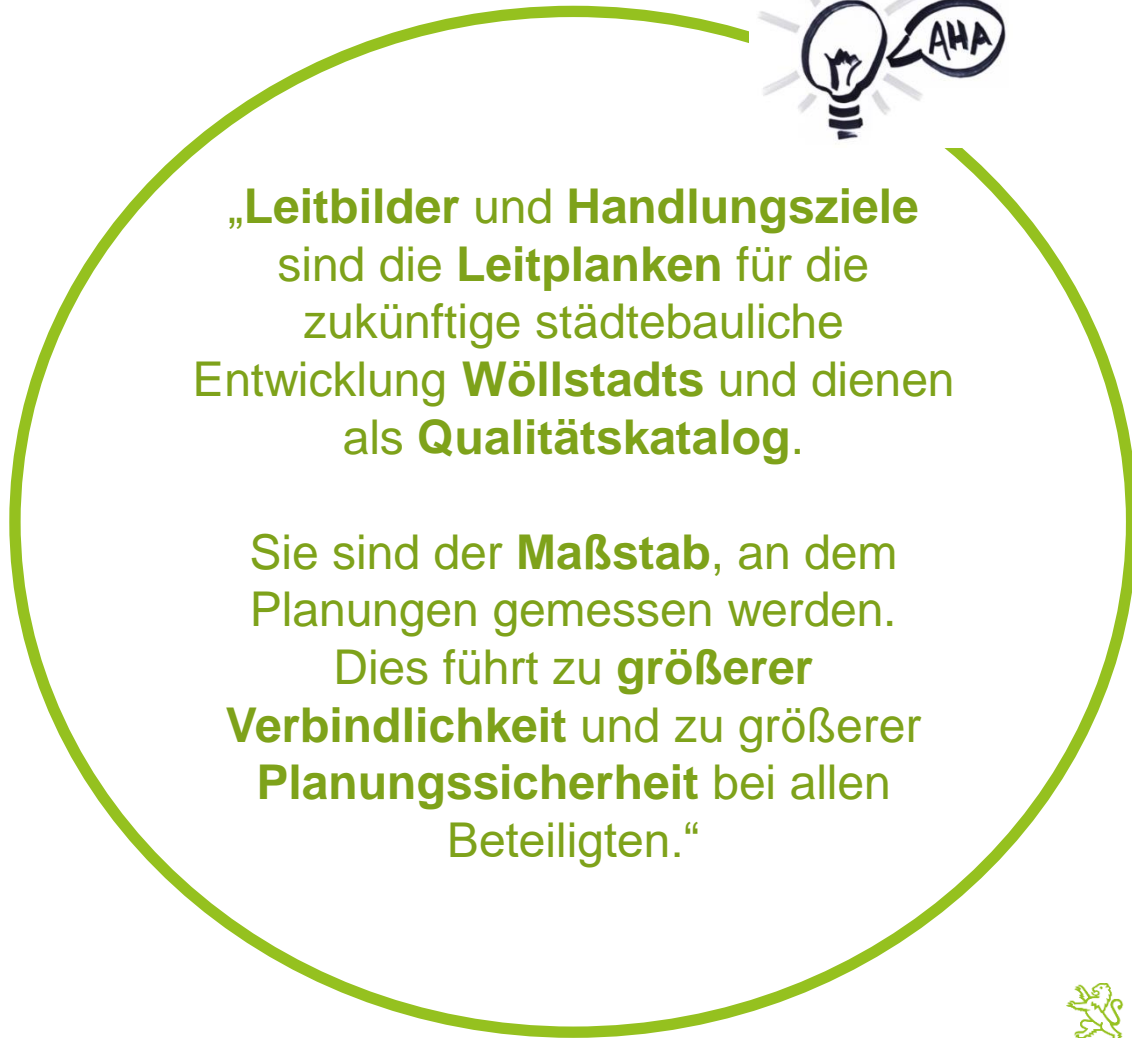 AHA
„Leitbilder und Handlungsziele
sind die Leitplanken für die
zukünftige städtebauliche
Entwicklung Wöllstadts und dienen
als Qualitätskatalog.
Sie sind der Maßstab, an dem
Planungen gemessen werden.
Dies führt zu größerer
Verbindlichkeit und zu größerer
Planungssicherheit bei allen
Beteiligten.“